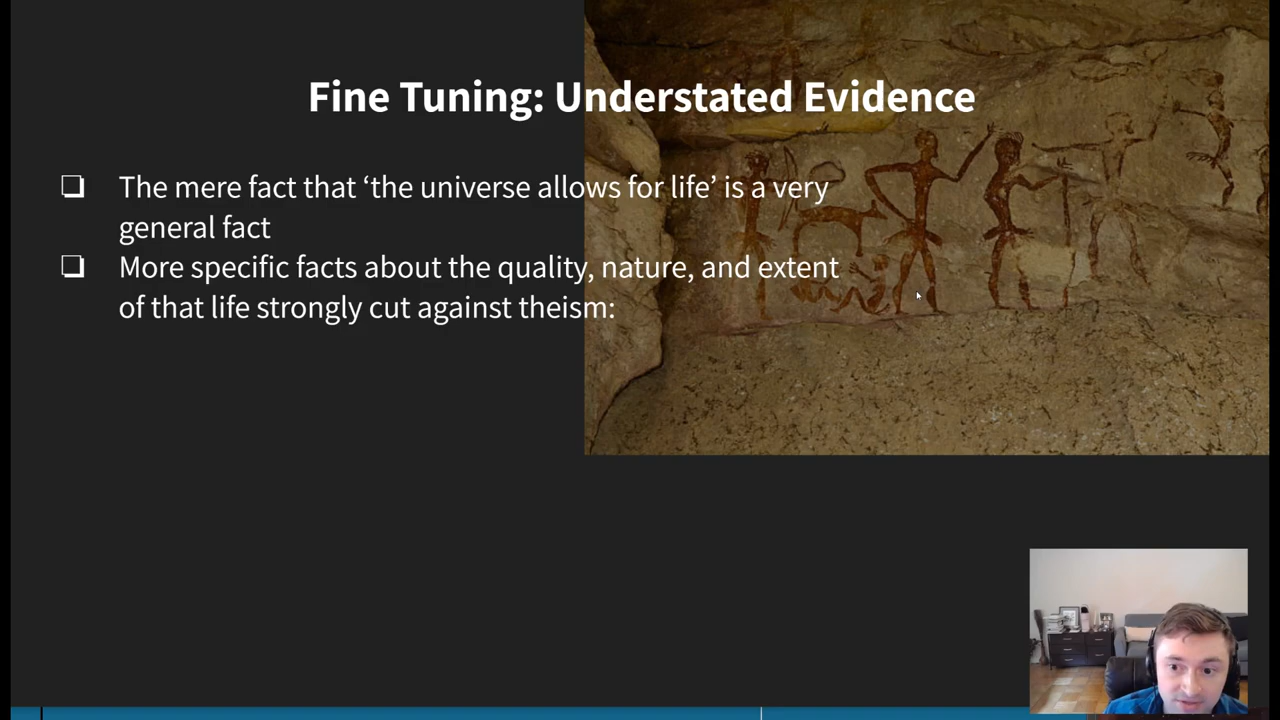 Fine Tuning: Understated Evidence
❏ The mere fact that ‘the universe allows for life’ is a very
general fact
❏ More specific facts about the quality, nature, and extent
of that life strongly cut against theism: